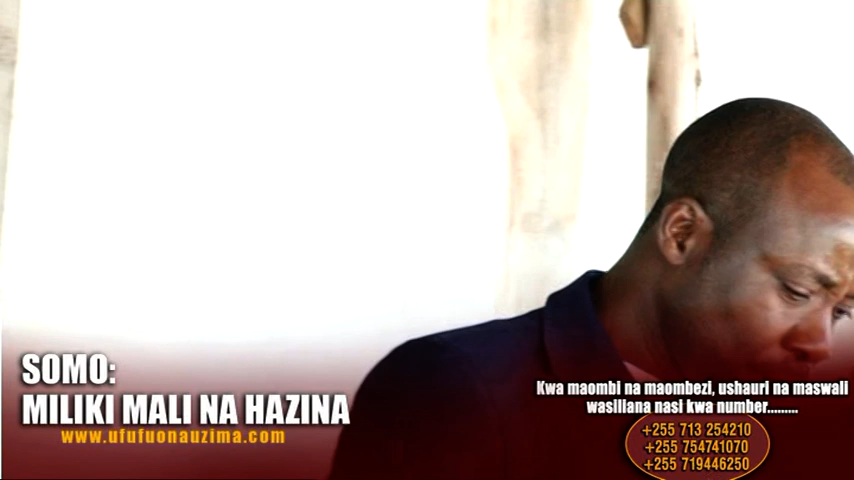 SOMO:
MILIKI MALI NA HAZINA
www.ufufuonauzima.com
Kwa maombi na maombezi, ushauri na maswali
wasiliana nasi kwa number.........
+255 713 254210
+255 754741070
+255 719446250